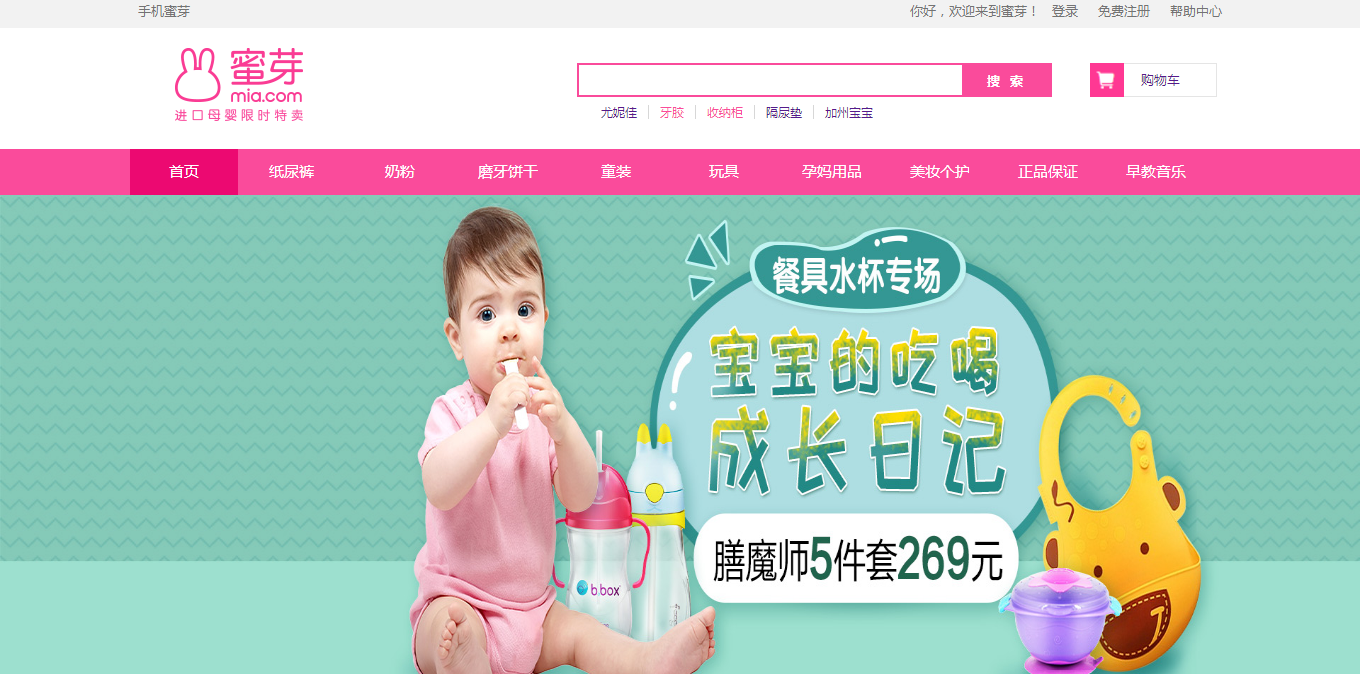 手机蜜芽
你好，欢迎来到蜜芽！ 登录 免费注册 帮助中心
蜜芽
mia.com
进口母婴限时特卖
搜 索
购物车
尤妮佳 牙胶 收纳柜 隔尿垫 加州宝宝
首页 纸尿裤 奶粉 磨牙饼干 童装 玩具 孕妈用品 美妆个护 正品保证 早教音乐
餐具水杯专场
宝宝的吃喝
成长日记
膳魔师5件套269元
b.box